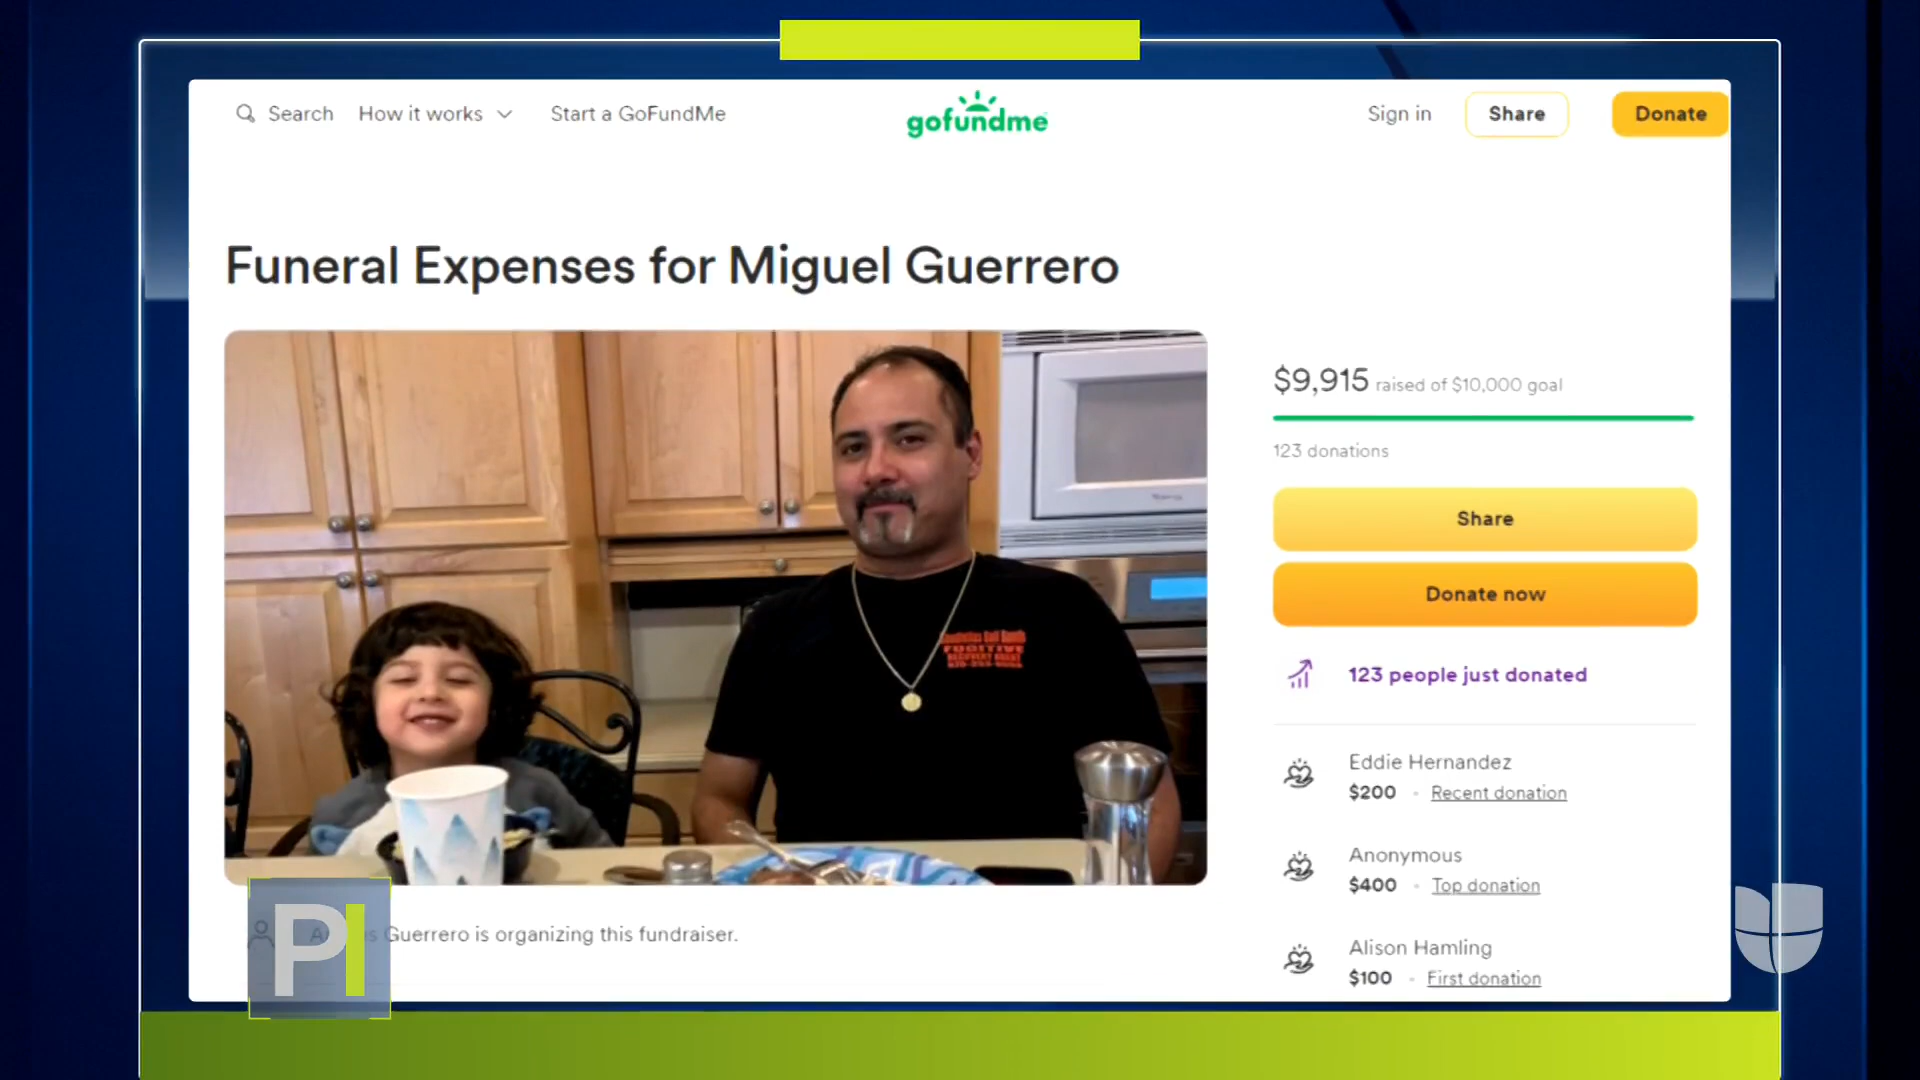 Search How it works Start a GoFundMe gofundme Sign in Share Donate
Funeral Expenses for Miguel Guerrero
$9,915 raised of $10,000 goal
123 donations
Share
Donate now
FUGITIVE
123 people just donated
Eddie Hernandez
$200 • Recent donation
Anonymous
$400 • Top donation
Guerrero is organizing this fundraiser.
Alison Hamling
$100 • First donation
PI